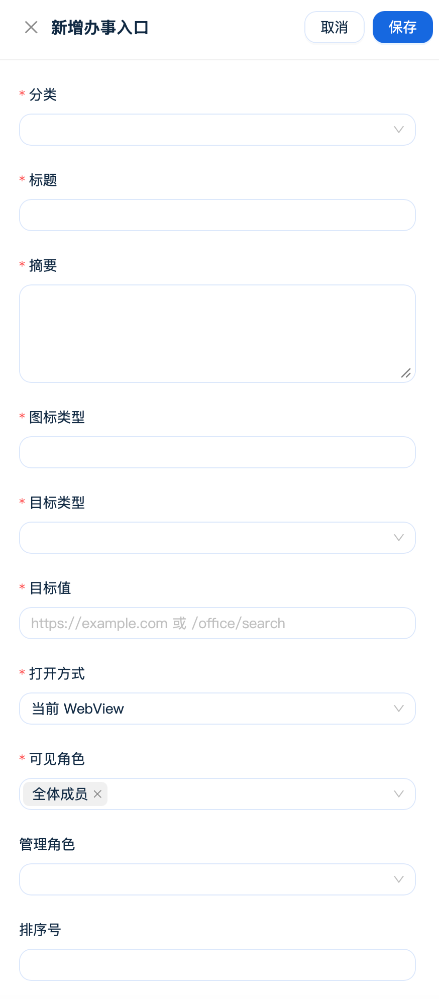 新增办事入口
取消
保存
* 分类
* 标题
* 摘要
* 图标类型
* 目标类型
* 目标值
https://example.com 或 /office/search
* 打开方式
当前 WebView
* 可见角色
全体成员
管理角色
排序号